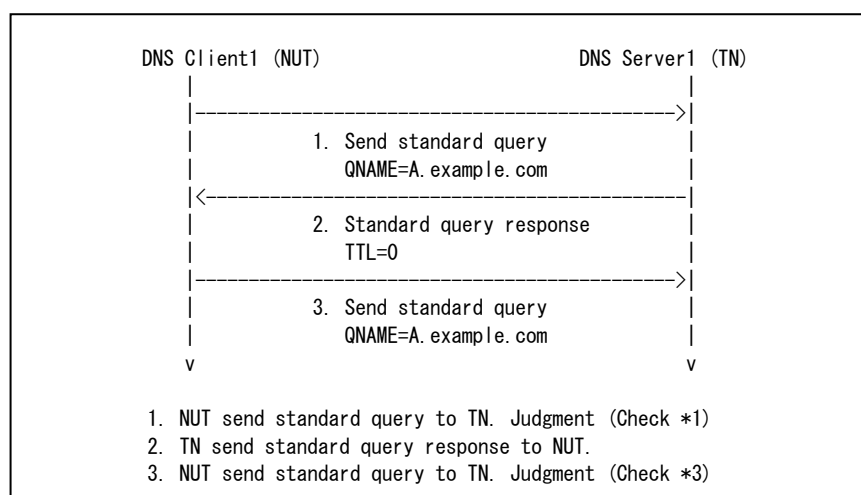 DNS Client1 (NUT) DNS Server1 (TN)
| |
|--------------------------------------------->|
| 1. Send standard query |
| QNAME=A.example.com |
|<---------------------------------------------|
| 2. Standard query response |
| TTL=0 |
|--------------------------------------------->|
| 3. Send standard query |
| QNAME=A.example.com |
v v
1. NUT send standard query to TN. Judgment (Check *1)
2. TN send standard query response to NUT.
3. NUT send standard query to TN. Judgment (Check *3)